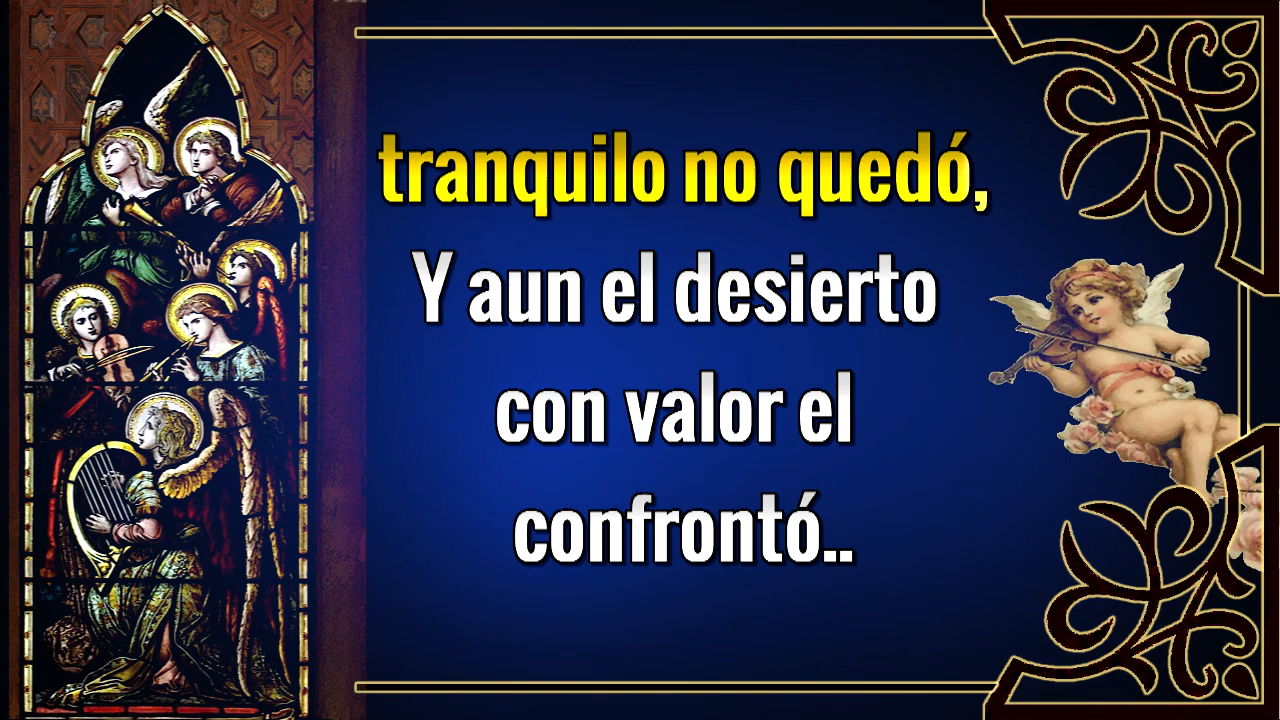 tranquilo no quedó,
Y aun el desierto
con valor el
confrontó..